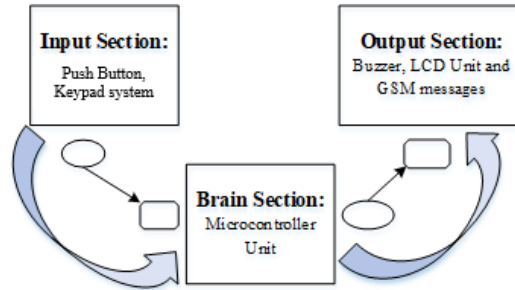 Input Section:
Push Button,
Keypad system
Output Section:
Buzzer, LCD Unit and
GSM messages
Brain Section:
Microcontroller
Unit